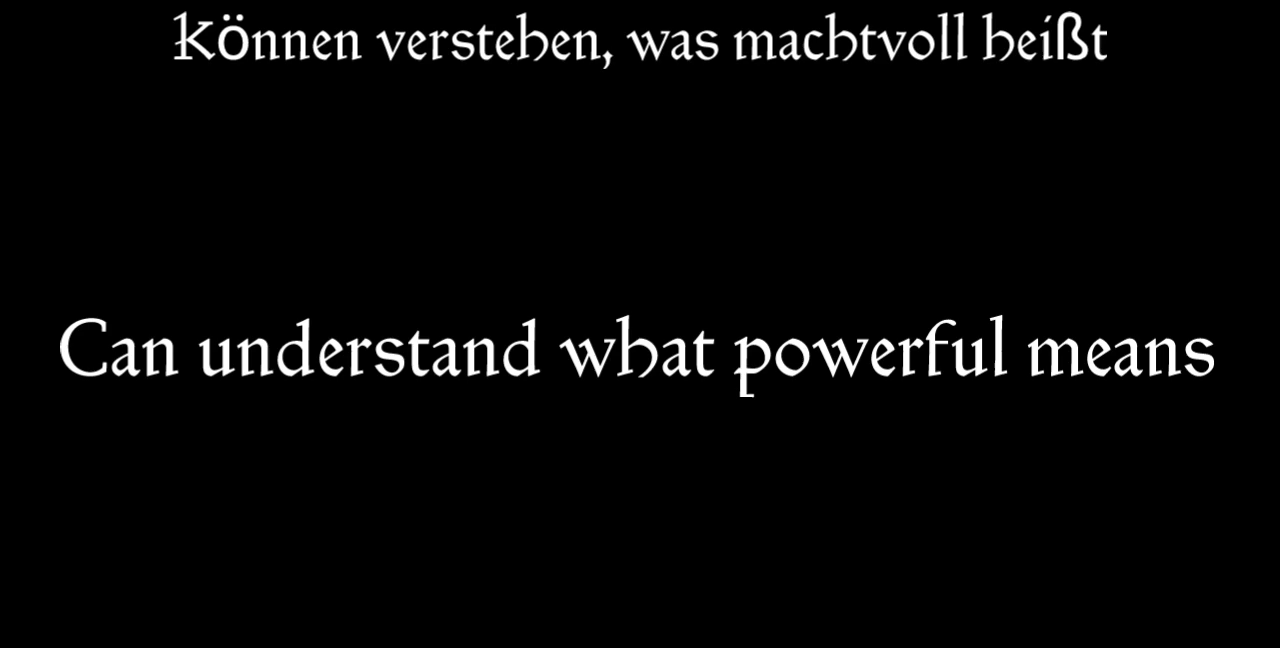 Können verstehen, was machtvoll heißt
Can understand what powerful means